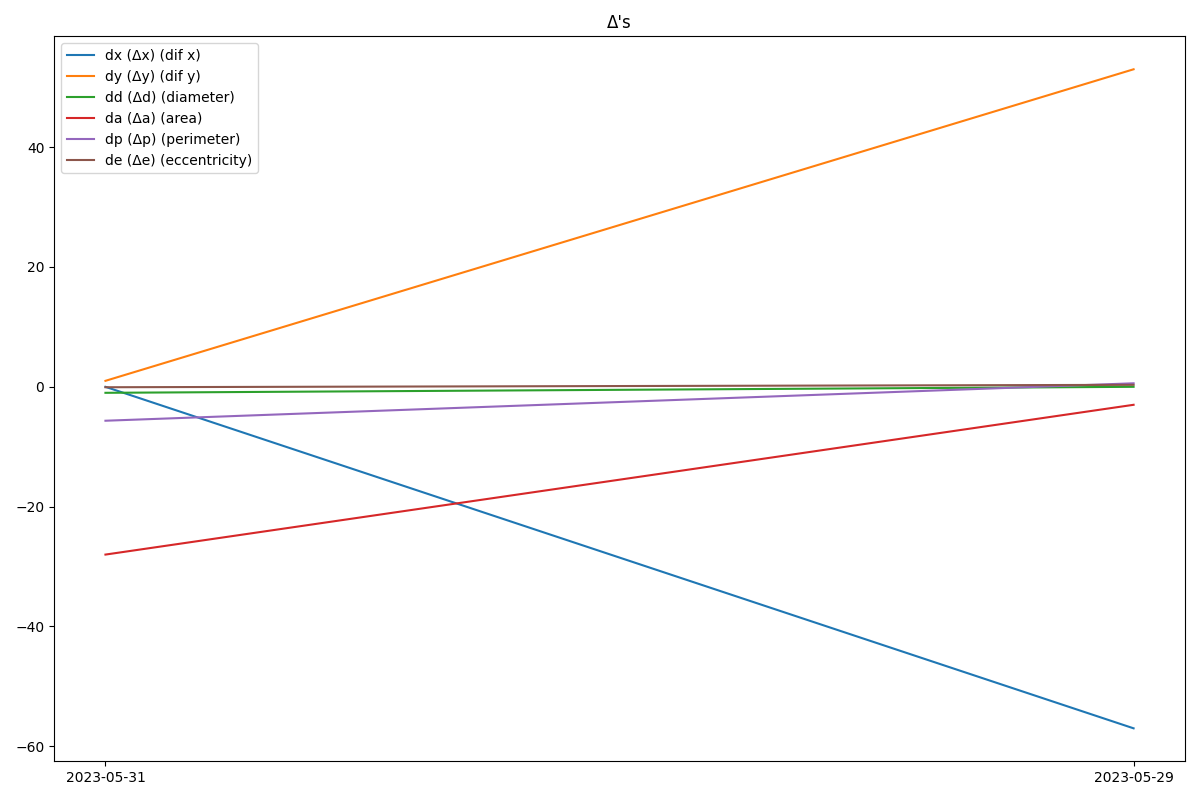 Δ's
dx (Δx) (dif x)
dy (Δy) (dif y)
dd (Δd) (diameter)
da (Δa) (area)
dp (Δp) (perimeter)
de (Δe) (eccentricity)
40
20
0
−20
−40
−60
2023-05-31 2023-05-29